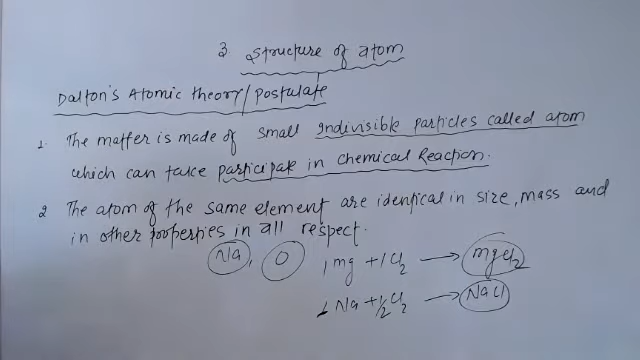 3. Structure of atom
Dalton's Atomic theory/postulate
1. The matter is made of small indivisible particles called atom
which can take participate in chemical Reaction.
2 The atom of the same element are identical in size, mass and
in other properties in all respect.
Na, O 1 mg + 1 Cl2 → mgCl2
1 Na + 1/2 Cl2 → NaCl